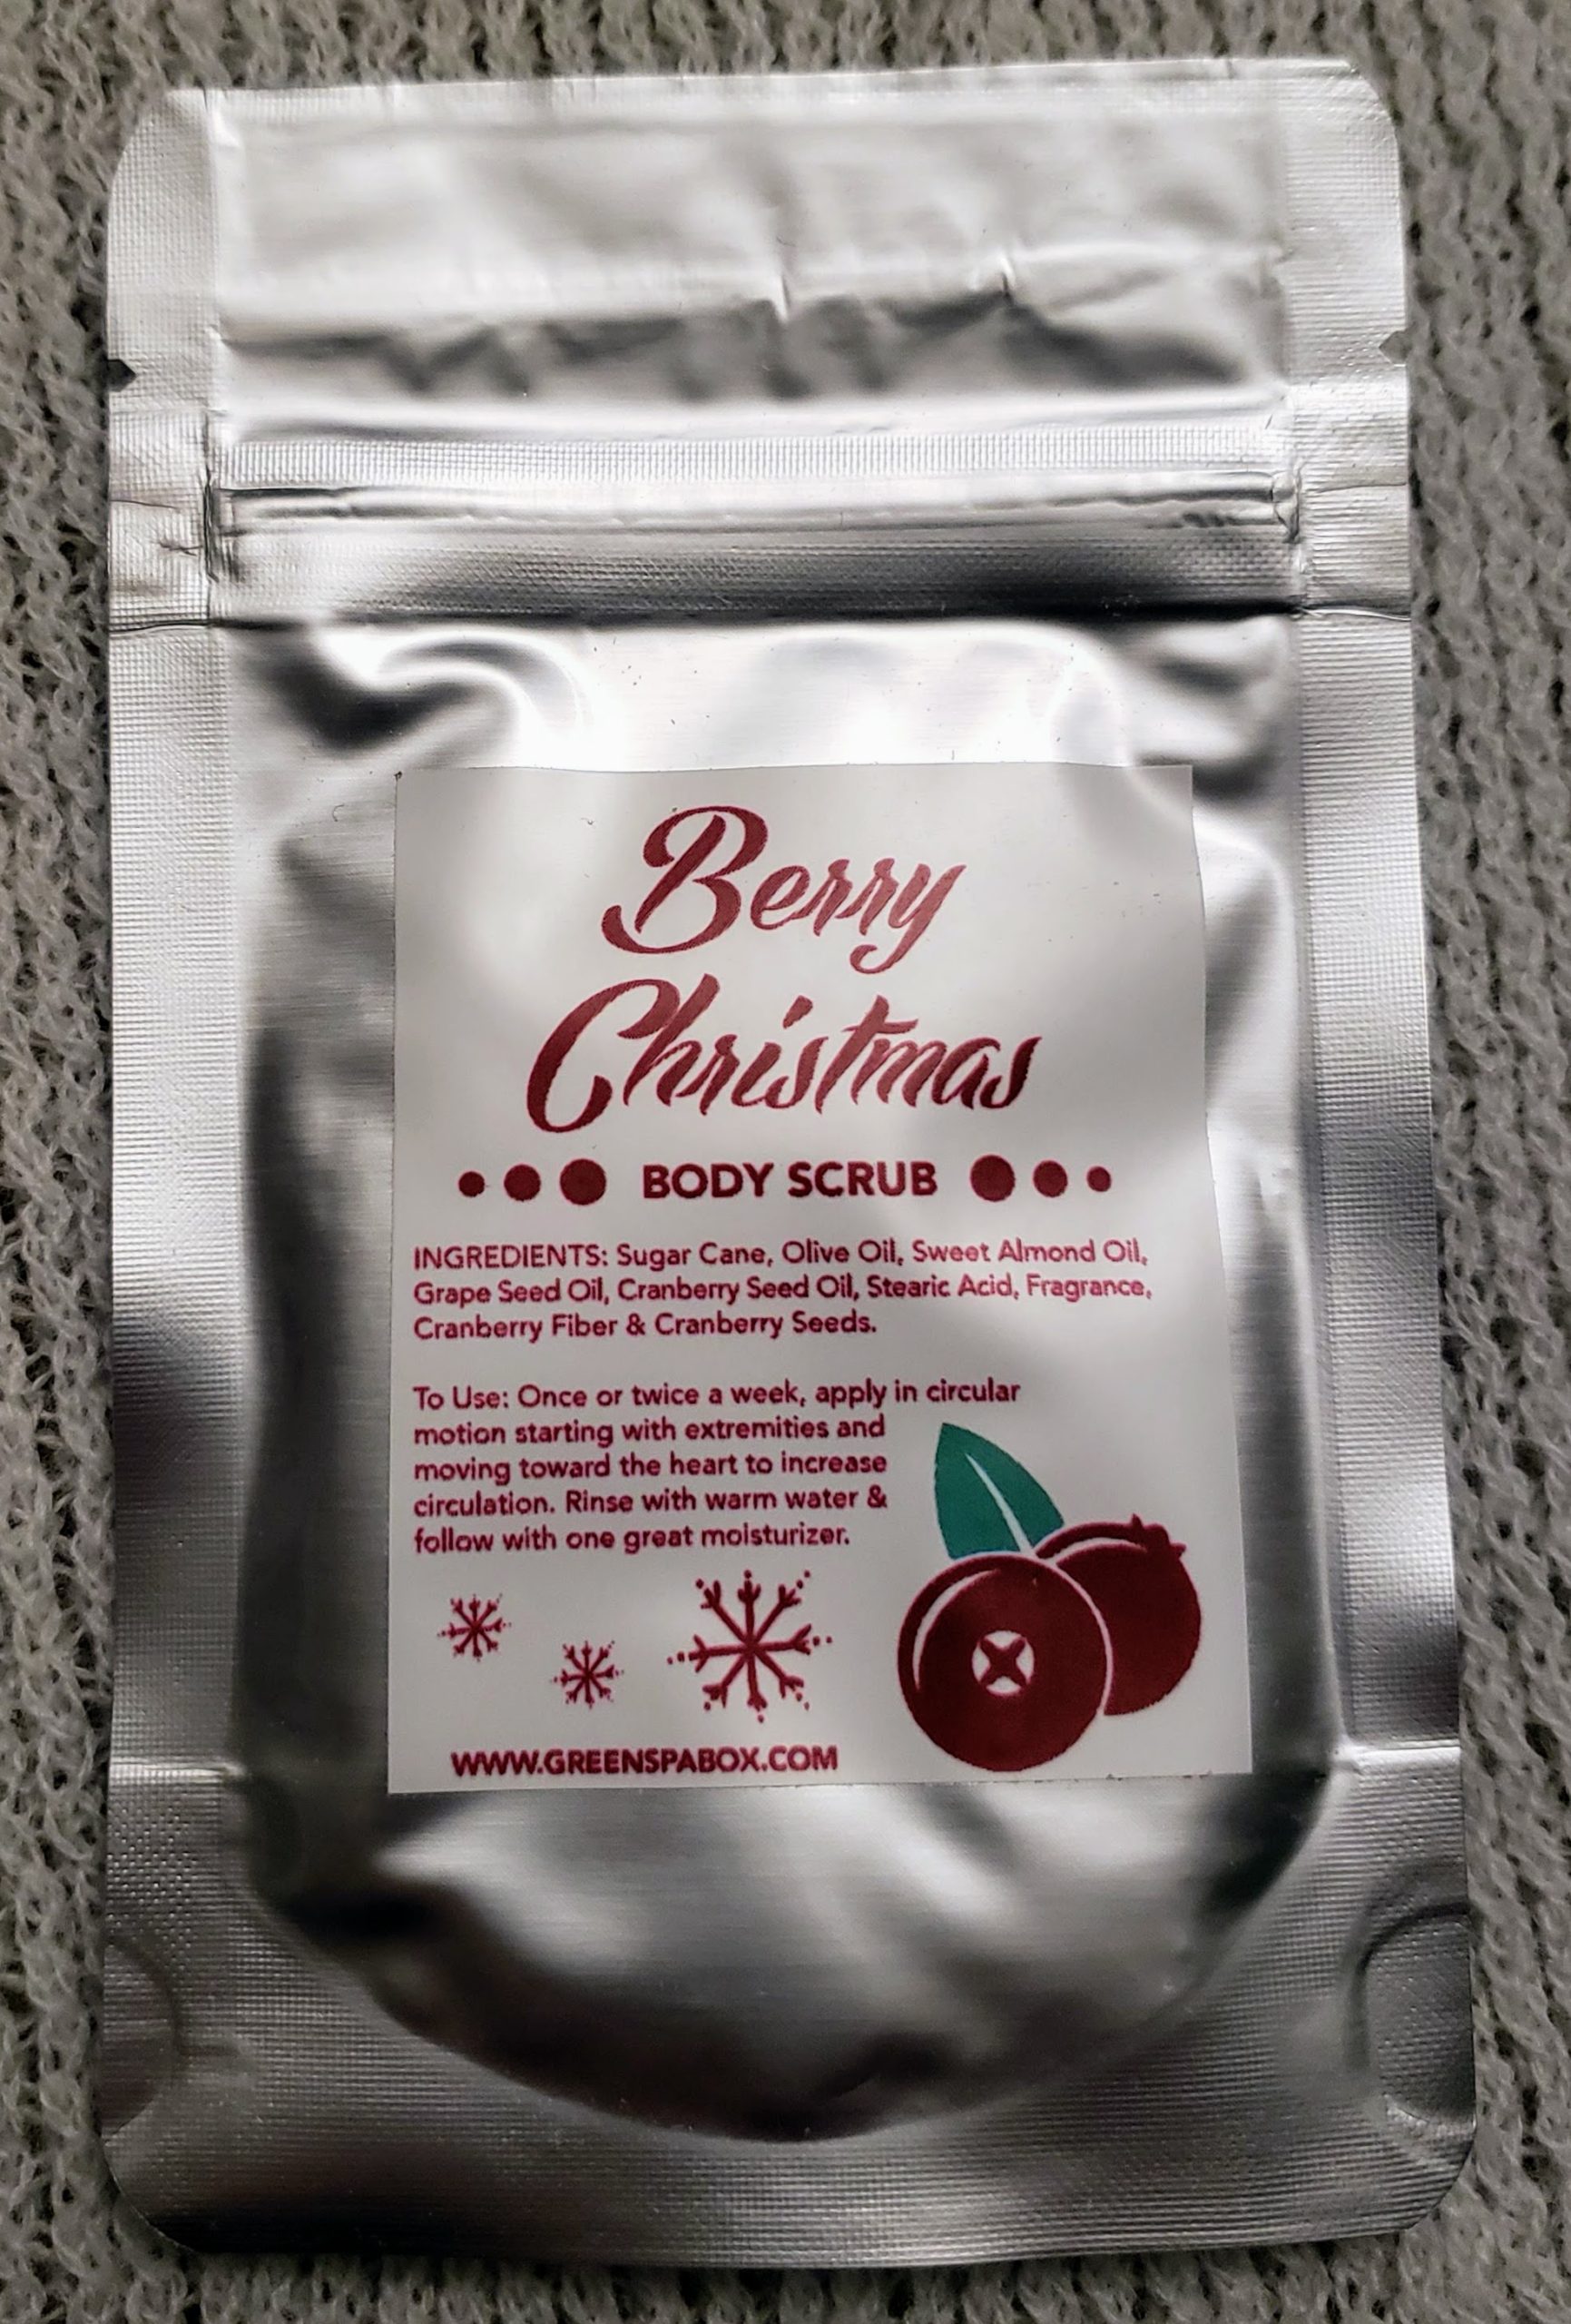 Berry
Christmas
BODY SCRUB
INGREDIENTS: Sugar Cane, Olive Oil, Sweet Almond Oil,
Grape Seed Oil, Cranberry Seed Oil, Stearic Acid, Fragrance,
Cranberry Fiber & Cranberry Seeds.
To Use: Once or twice a week, apply in circular
motion starting with extremities and
moving toward the heart to increase
circulation. Rinse with warm water &
follow with one great moisturizer.
WWW.GREENSPABOX.COM